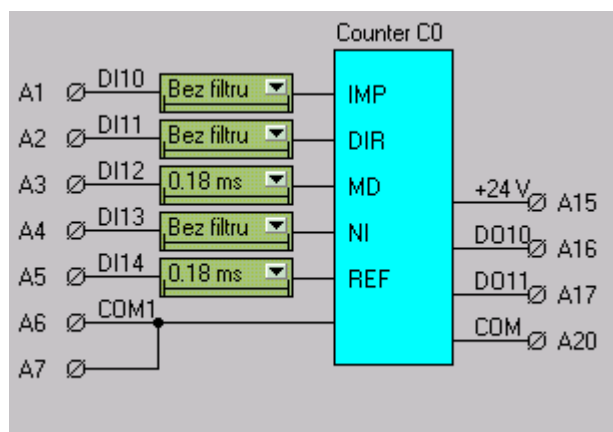 Counter C0
A1 DI10 Bez filtru IMP
A2 DI11 Bez filtru DIR
A3 DI12 0.18 ms MD
+24 V A15
A4 DI13 Bez filtru NI
DO10 A16
A5 DI14 0.18 ms REF
DO11 A17
A6 COM1
COM A20
A7